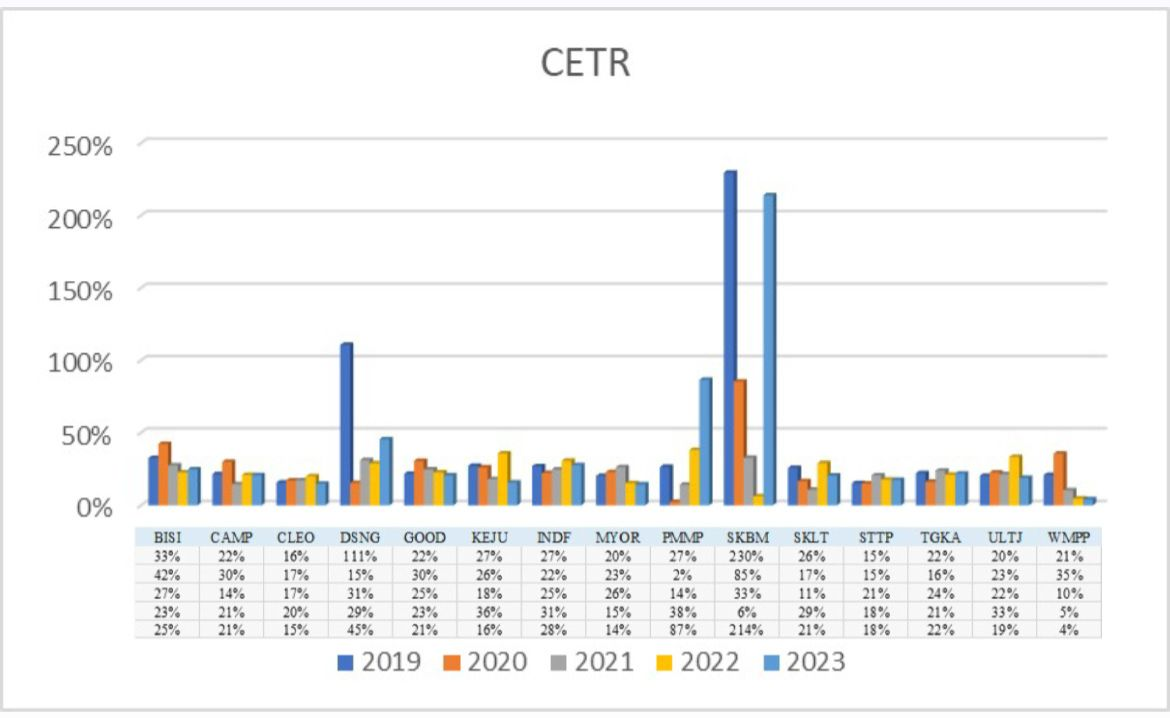 CETR
250%
200%
150%
100%
50%
0%
BISI CAMP CLEO DSNG GOOD KEJU INDF MYOR PMMP SKBM SKLT STTP TGKA ULTJ WMPP
33% 22% 16% 111% 22% 27% 27% 20% 27% 230% 26% 15% 22% 20% 21%
42% 30% 17% 15% 30% 26% 22% 23% 2% 85% 17% 15% 16% 23% 35%
27% 14% 17% 31% 25% 18% 25% 26% 14% 33% 11% 21% 24% 22% 10%
23% 21% 20% 29% 23% 36% 31% 15% 38% 6% 29% 18% 21% 33% 5%
25% 21% 15% 45% 21% 16% 28% 14% 87% 214% 21% 18% 22% 19% 4%
2019 2020 2021 2022 2023